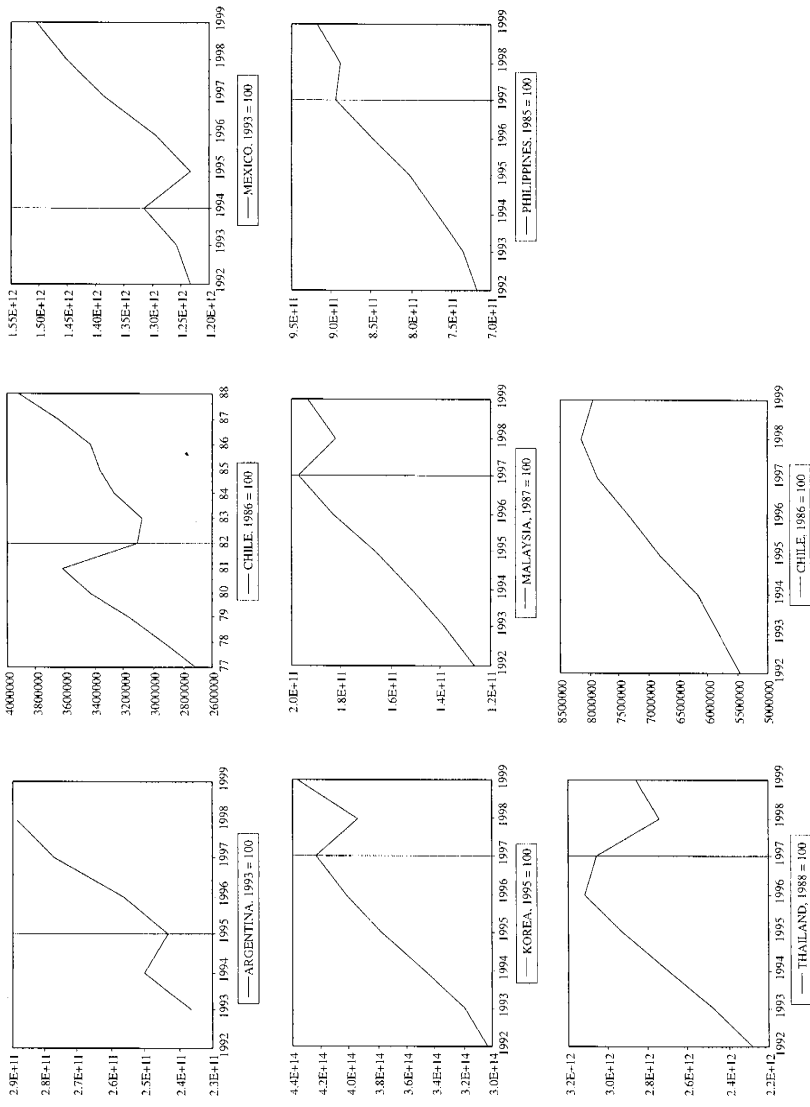 2.9E+11
2.8E+11
2.7E+11
2.6E+11
2.5E+11
2.4E+11
2.3E+11
1992 1993 1994 1995 1996 1997 1998 1999
ARGENTINA, 1993 = 100
4000000
3800000
3600000
3400000
3200000
3000000
2800000
2600000
77 78 79 80 81 82 83 84 85 86 87 88
CHILE, 1986 = 100
1.55E+12
1.50E+12
1.45E+12
1.40E+12
1.35E+12
1.30E+12
1.25E+12
1.20E+12
1992 1993 1994 1995 1996 1997 1998 1999
MEXICO, 1993 = 100
4.4E+14
4.2E+14
4.0E+14
3.8E+14
3.6E+14
3.4E+14
3.2E+14
3.0E+14
1992 1993 1994 1995 1996 1997 1998 1999
KOREA, 1995 = 100
2.0E+11
1.8E+11
1.6E+11
1.4E+11
1.2E+11
1992 1993 1994 1995 1996 1997 1998 1999
MALAYSIA, 1987 = 100
9.5E+11
9.0E+11
8.5E+11
8.0E+11
7.5E+11
7.0E+11
1992 1993 1994 1995 1996 1997 1998 1999
PHILIPPINES, 1985 = 100
3.2E+12
3.0E+12
2.8E+12
2.6E+12
2.4E+12
2.2E+12
1992 1993 1994 1995 1996 1997 1998 1999
THAILAND, 1988 = 100
8500000
8000000
7500000
7000000
6500000
6000000
5500000
5000000
1992 1993 1994 1995 1996 1997 1998 1999
CHILE, 1986 = 100